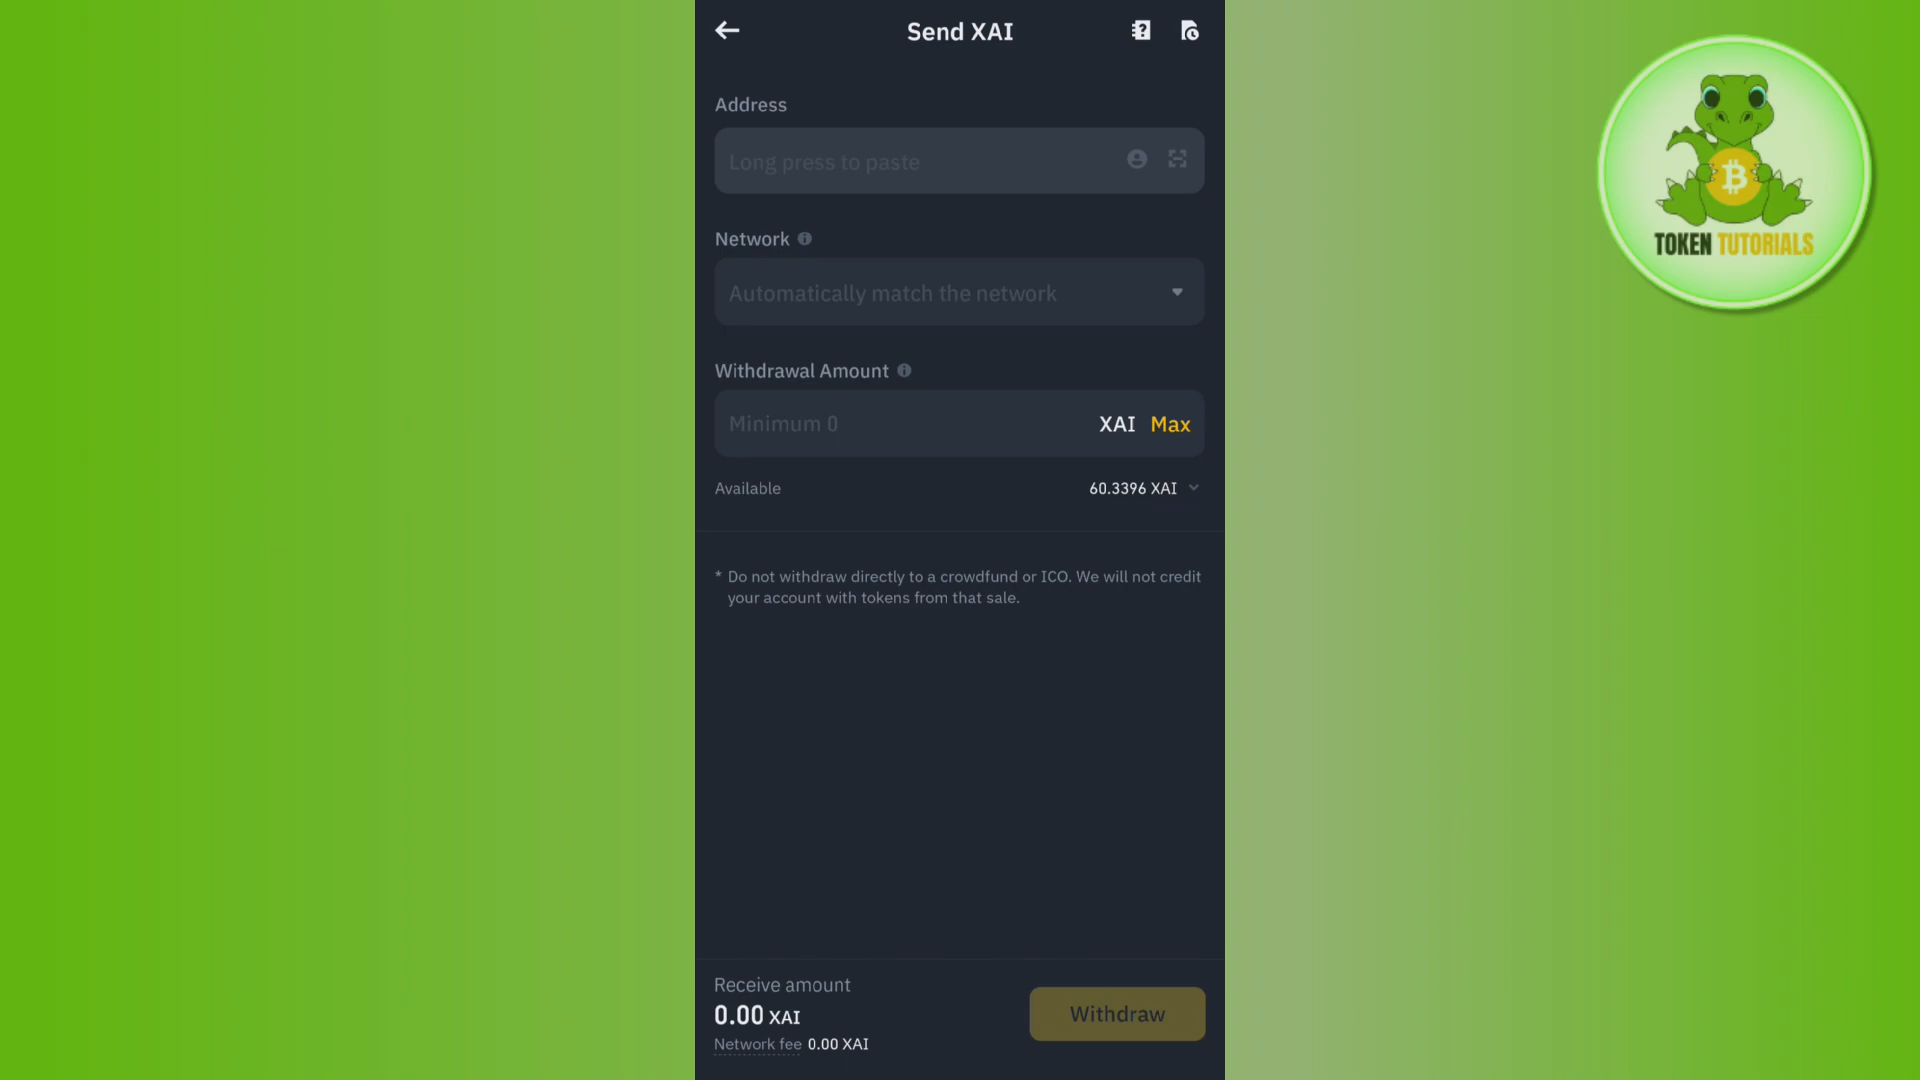 Send XAI
Address
Long press to paste
Network
Automatically match the network
Withdrawal Amount
Minimum 0 XAI Max
Available 60.3396 XAI
* Do not withdraw directly to a crowdfund or ICO. We will not credit
your account with tokens from that sale.
Receive amount
0.00 XAI
Network fee 0.00 XAI
Withdraw
TOKEN TUTORIALS